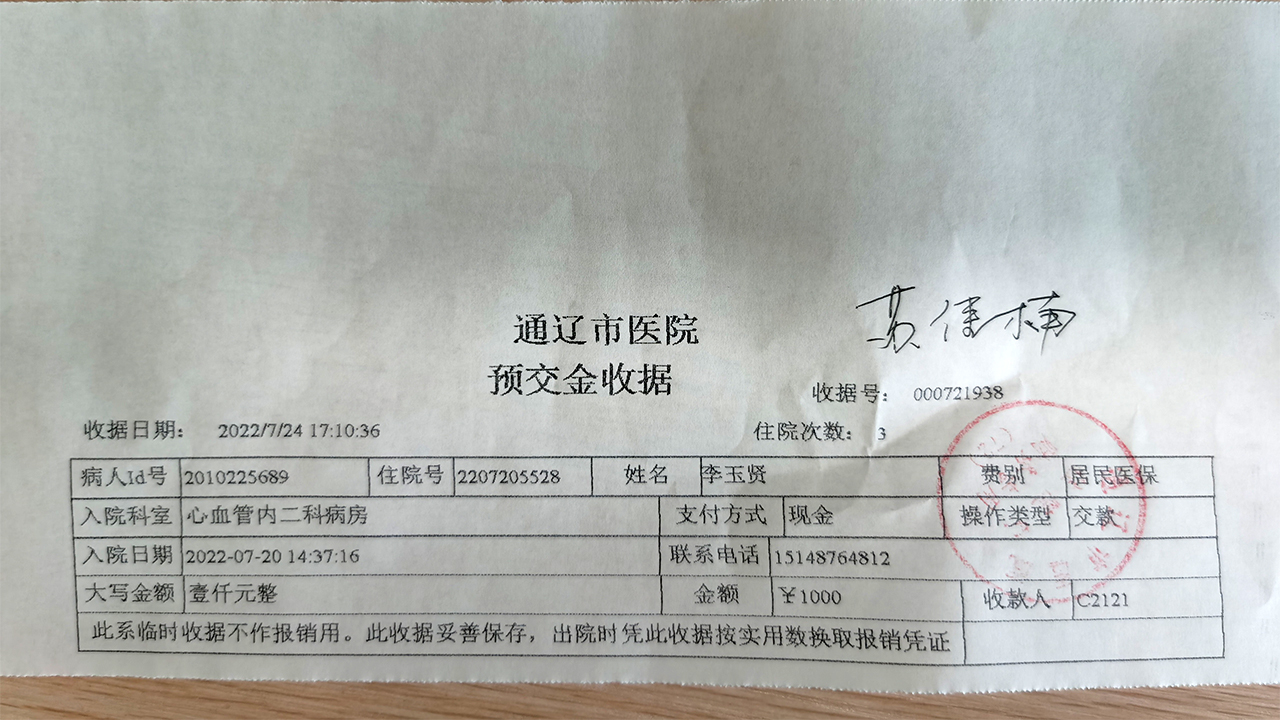 苏佳楠
通辽市医院
预交金收据
收据号： 000721938
收据日期： 2022/7/24 17:10:36 住院次数： 3
病人Id号 2010225689 住院号 2207205528 姓名 李玉贤 费别 居民医保
入院科室 心血管内二科病房 支付方式 现金 操作类型 交款
入院日期 2022-07-20 14:37:16 联系电话 15148764812
大写金额 壹仟元整 金额 ￥1000 收款人 C2121
此系临时收据不作报销用。此收据妥善保存，出院时凭此收据按实用数换取报销凭证